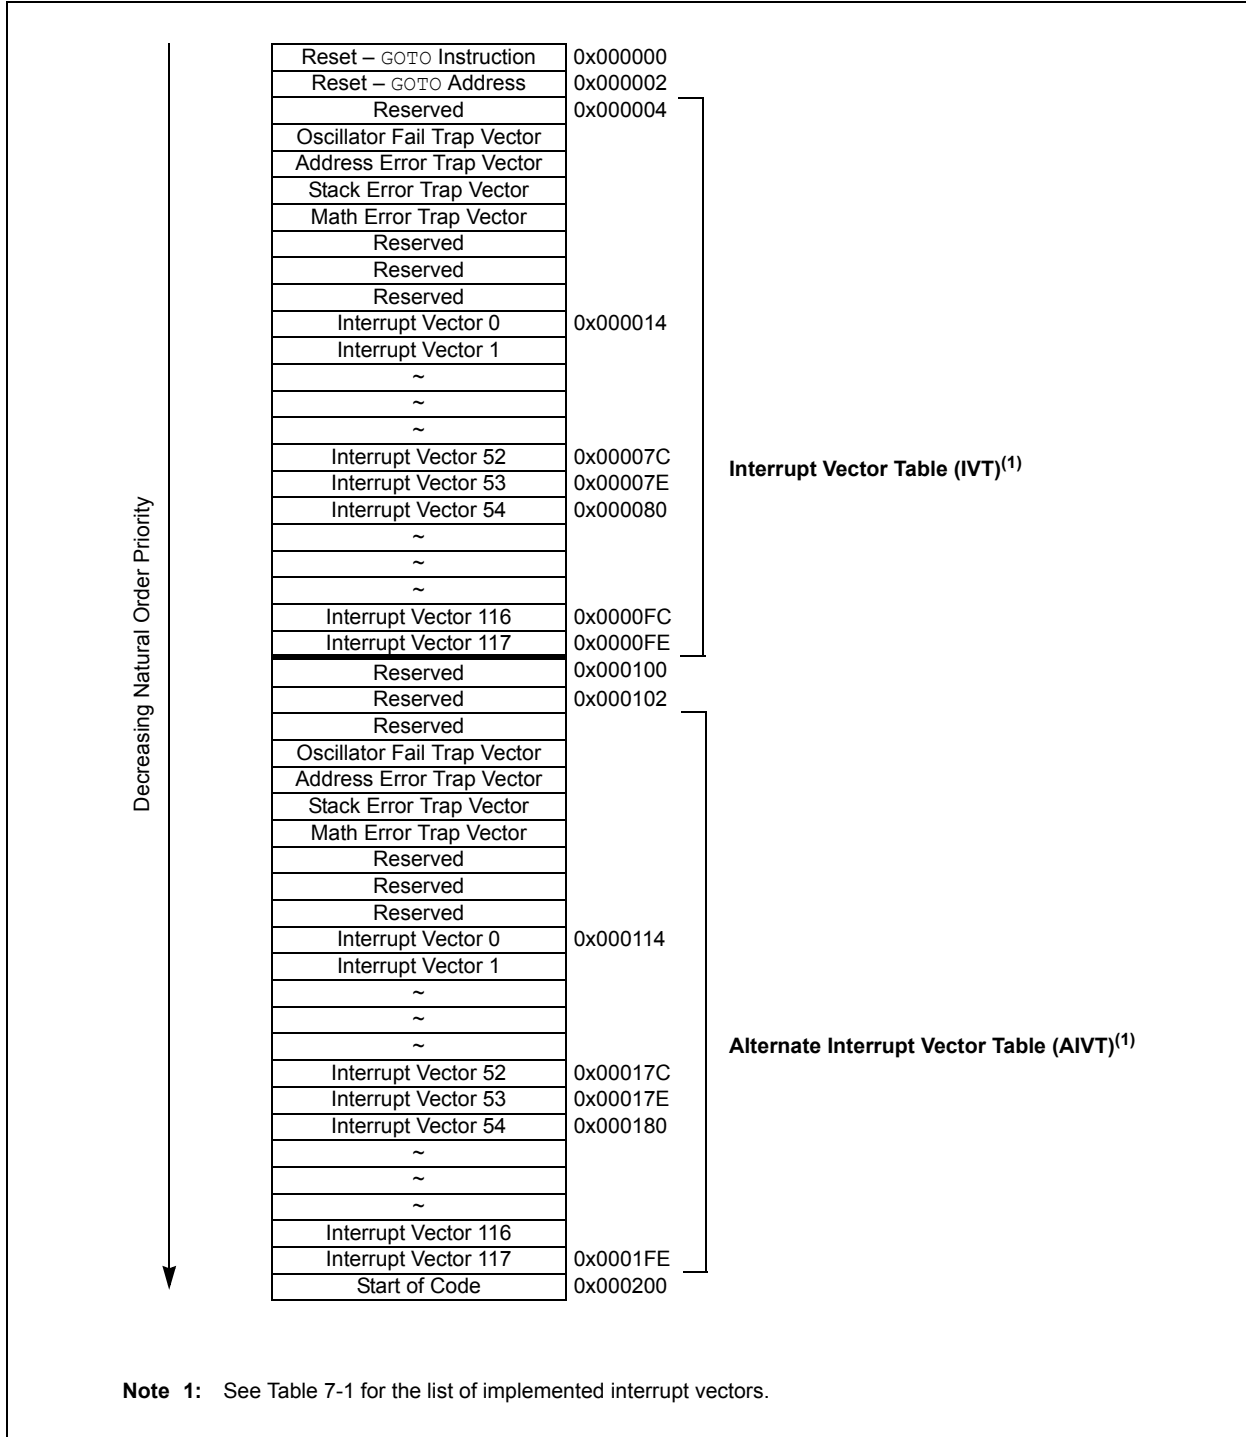 Reset – GOTO Instruction 0x000000
Reset – GOTO Address 0x000002
Reserved 0x000004
Oscillator Fail Trap Vector
Address Error Trap Vector
Stack Error Trap Vector
Math Error Trap Vector
Reserved
Reserved
Reserved
Interrupt Vector 0 0x000014
Interrupt Vector 1
~
~
~
Interrupt Vector 52 0x00007C
Interrupt Vector 53 0x00007E
Interrupt Vector 54 0x000080
~
~
~
Interrupt Vector 116 0x0000FC
Interrupt Vector 117 0x0000FE
Interrupt Vector Table (IVT)(1)
Decreasing Natural Order Priority
Reserved 0x000100
Reserved 0x000102
Reserved
Oscillator Fail Trap Vector
Address Error Trap Vector
Stack Error Trap Vector
Math Error Trap Vector
Reserved
Reserved
Reserved
Interrupt Vector 0 0x000114
Interrupt Vector 1
~
~
~
Interrupt Vector 52 0x00017C
Interrupt Vector 53 0x00017E
Interrupt Vector 54 0x000180
~
~
~
Interrupt Vector 116
Interrupt Vector 117 0x0001FE
Start of Code 0x000200
Alternate Interrupt Vector Table (AIVT)(1)
Note 1: See Table 7-1 for the list of implemented interrupt vectors.